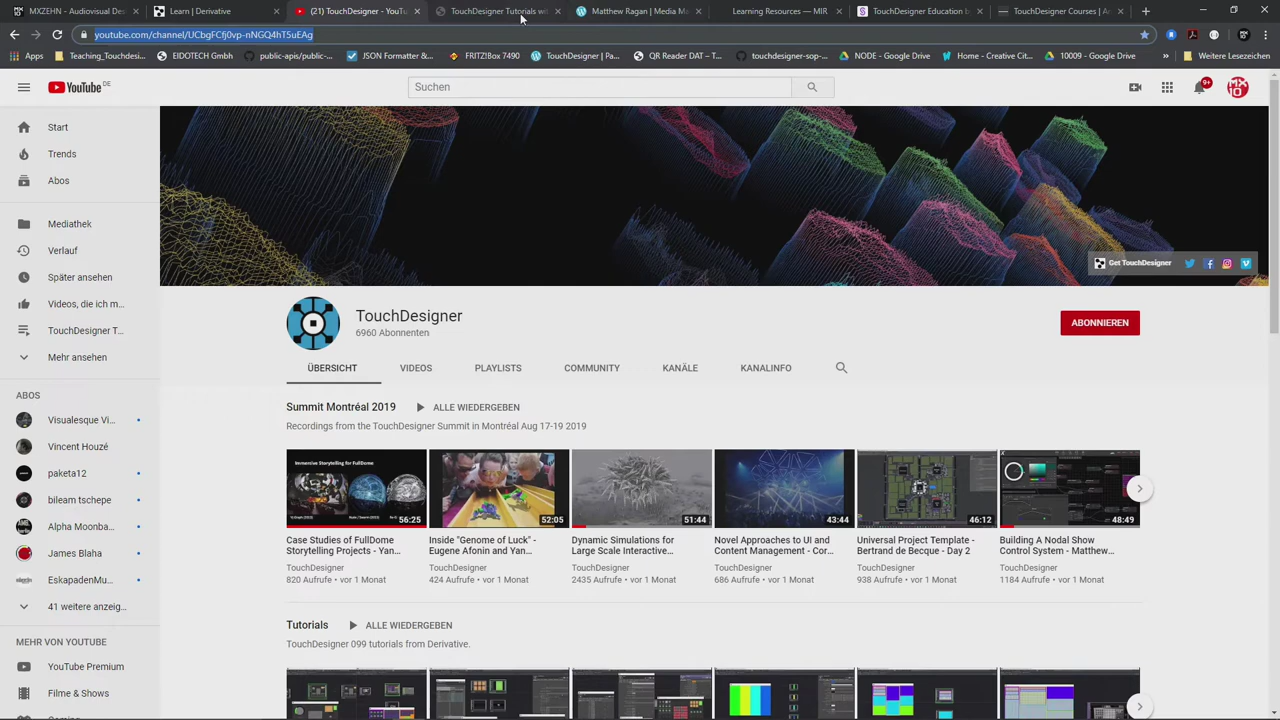 MXZEHN - Audiovisual Des
Learn | Derivative
(21) TouchDesigner - YouTu
TouchDesigner Tutorials wit
Matthew Ragan | Media Me
Learning Resources — MIR
TouchDesigner Education b
TouchDesigner Courses | A
youtube.com/channel/UCbgFCfj0vp-nNGQ4hT5uEAg
Apps
Teaching_Touchdesi...
EIDOTECH GmbH
public-apis/public-...
JSON Formatter &...
FRITZ!Box 7490
TouchDesigner | Pa...
QR Reader DAT –T...
touchdesigner-sop-...
NODE - Google Drive
Home - Creative Cit...
10009 - Google Drive
»
Weitere Lesezeichen
YouTube DE
Suchen
9+
Start
Trends
Abos
Mediathek
Verlauf
Später ansehen
Videos, die ich m...
TouchDesigner T...
Mehr ansehen
ABOS
Visualesque Vi...
Vincent Houzé
paketa12
bileam tschepe
Alpha Moonba...
James Blaha
EskapadenMu...
41 weitere anzeig...
MEHR VON YOUTUBE
YouTube Premium
Filme & Shows
Get TouchDesigner
TouchDesigner
6960 Abonnenten
ABONNIEREN
ÜBERSICHT
VIDEOS
PLAYLISTS
COMMUNITY
KANÄLE
KANALINFO
Summit Montréal 2019
ALLE WIEDERGEBEN
Recordings from the TouchDesigner Summit in Montréal Aug 17-19 2019
Immersive Storytelling for FullDome
56:25
52:05
51:44
43:44
46:12
48:49
Case Studies of FullDome
Storytelling Projects - Yan...
TouchDesigner
820 Aufrufe • vor 1 Monat
Inside "Genome of Luck" -
Eugene Afonin and Yan...
TouchDesigner
424 Aufrufe • vor 1 Monat
Dynamic Simulations for
Large Scale Interactive...
TouchDesigner
2435 Aufrufe • vor 1 Monat
Novel Approaches to UI and
Content Management - Cor...
TouchDesigner
686 Aufrufe • vor 1 Monat
Universal Project Template -
Bertrand de Becque - Day 2
TouchDesigner
938 Aufrufe • vor 1 Monat
Building A Nodal Show
Control System - Matthew...
TouchDesigner
1184 Aufrufe • vor 1 Monat
Tutorials
ALLE WIEDERGEBEN
TouchDesigner 099 tutorials from Derivative.